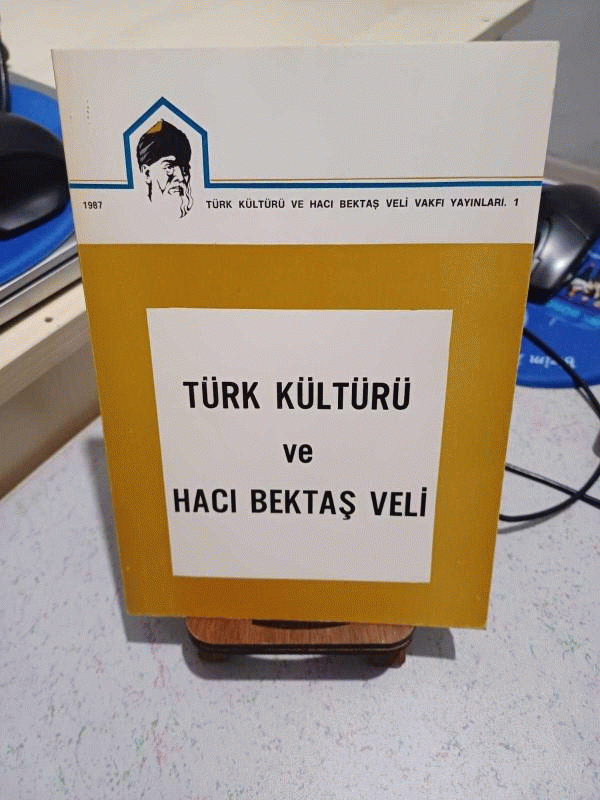 1987
TÜRK KÜLTÜRÜ VE HACI BEKTAŞ VELİ VAKFI YAYINLARI. 1
TÜRK KÜLTÜRÜ
ve
HACI BEKTAŞ VELİ